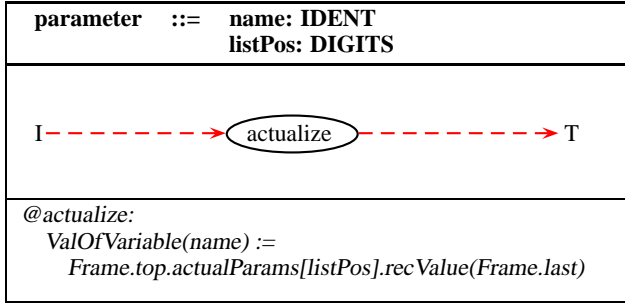 parameter ::= name: IDENT
listPos: DIGITS
I actualize T
@actualize:
ValOfVariable(name) :=
Frame.top.actualParams[listPos].recValue(Frame.last)